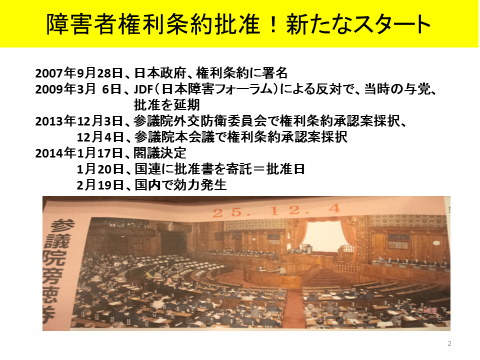 障害者権利条約批准！新たなスタート
2007年9月28日、日本政府、権利条約に署名
2009年3月 6日、JDF（日本障害フォーラム）による反対で、当時の与党、
批准を延期
2013年12月3日、参議院外交防衛委員会で権利条約承認案採択、
12月4日、参議院本会議で権利条約承認案採択
2014年1月17日、閣議決定
1月20日、国連に批准書を寄託＝批准日
2月19日、国内で効力発生
25.12.4
参議院傍聴券
2